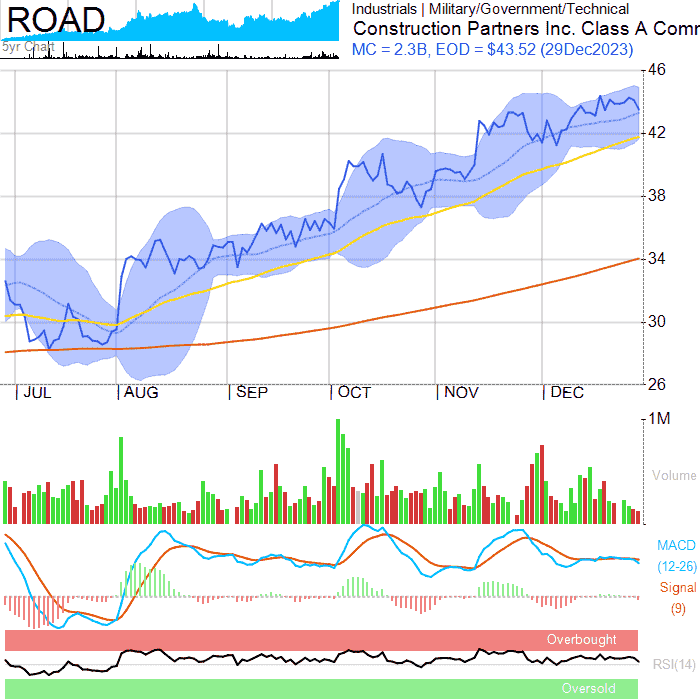 ROAD
5yr Chart
Industrials | Military/Government/Technical
Construction Partners Inc. Class A Comm
MC = 2.3B, EOD = $43.52 (29Dec2023)
46
42
38
34
30
26
JUL AUG SEP OCT NOV DEC
1M
Volume
MACD
(12-26)
Signal
(9)
Overbought
RSI(14)
Oversold